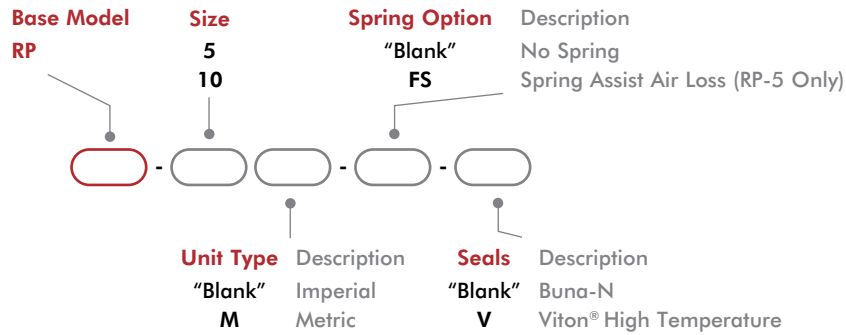 Base Model Size Spring Option Description
RP 5 “Blank” No Spring
10 FS Spring Assist Air Loss (RP-5 Only)
- - -
Unit Type Description Seals Description
“Blank” Imperial “Blank” Buna-N
M Metric V Viton® High Temperature